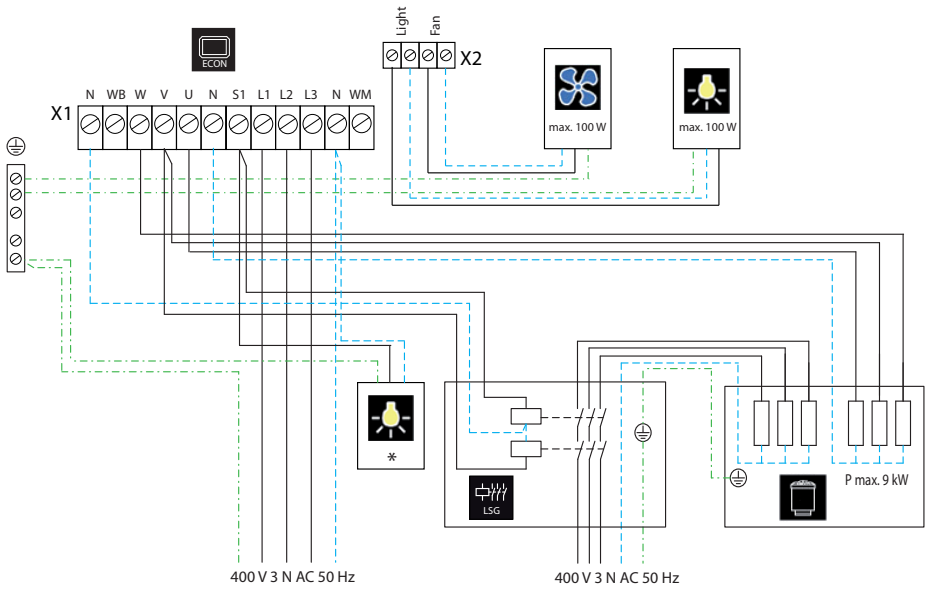 Light
Fan
X2
ECON
X1
N WB W V U N S1 L1 L2 L3 N WM
max. 100 W
max. 100 W
*
LSG
P max. 9 kW
400 V 3 N AC 50 Hz
400 V 3 N AC 50 Hz